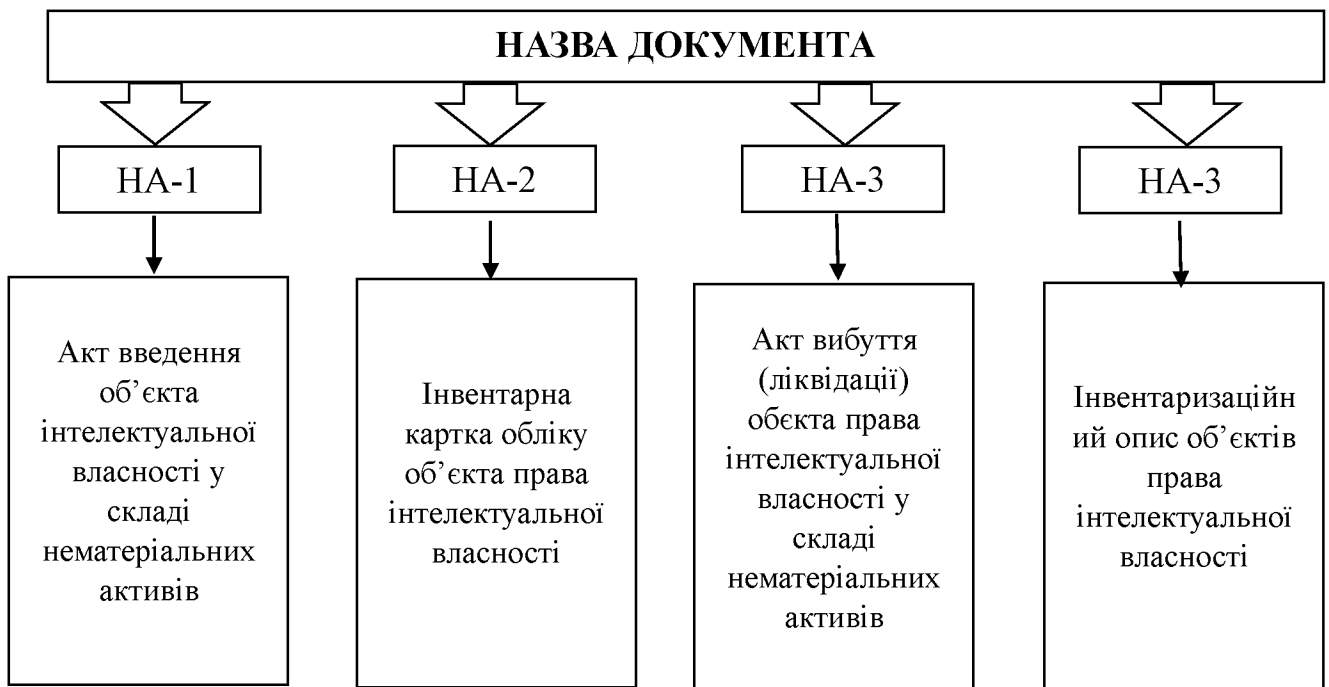 НАЗВА ДОКУМЕНТА
НА-1
НА-2
НА-3
НА-3
Акт введення
об’єкта
інтелектуальної
власності у
складі
нематеріальних
активів
Інвентарна
картка обліку
об’єкта права
інтелектуальної
власності
Акт вибуття
(ліквідації)
обєкта права
інтелектуальної
власності у
складі
нематеріальних
активів
Інвентаризаційн
ий опис об’єктів
права
інтелектуальної
власності